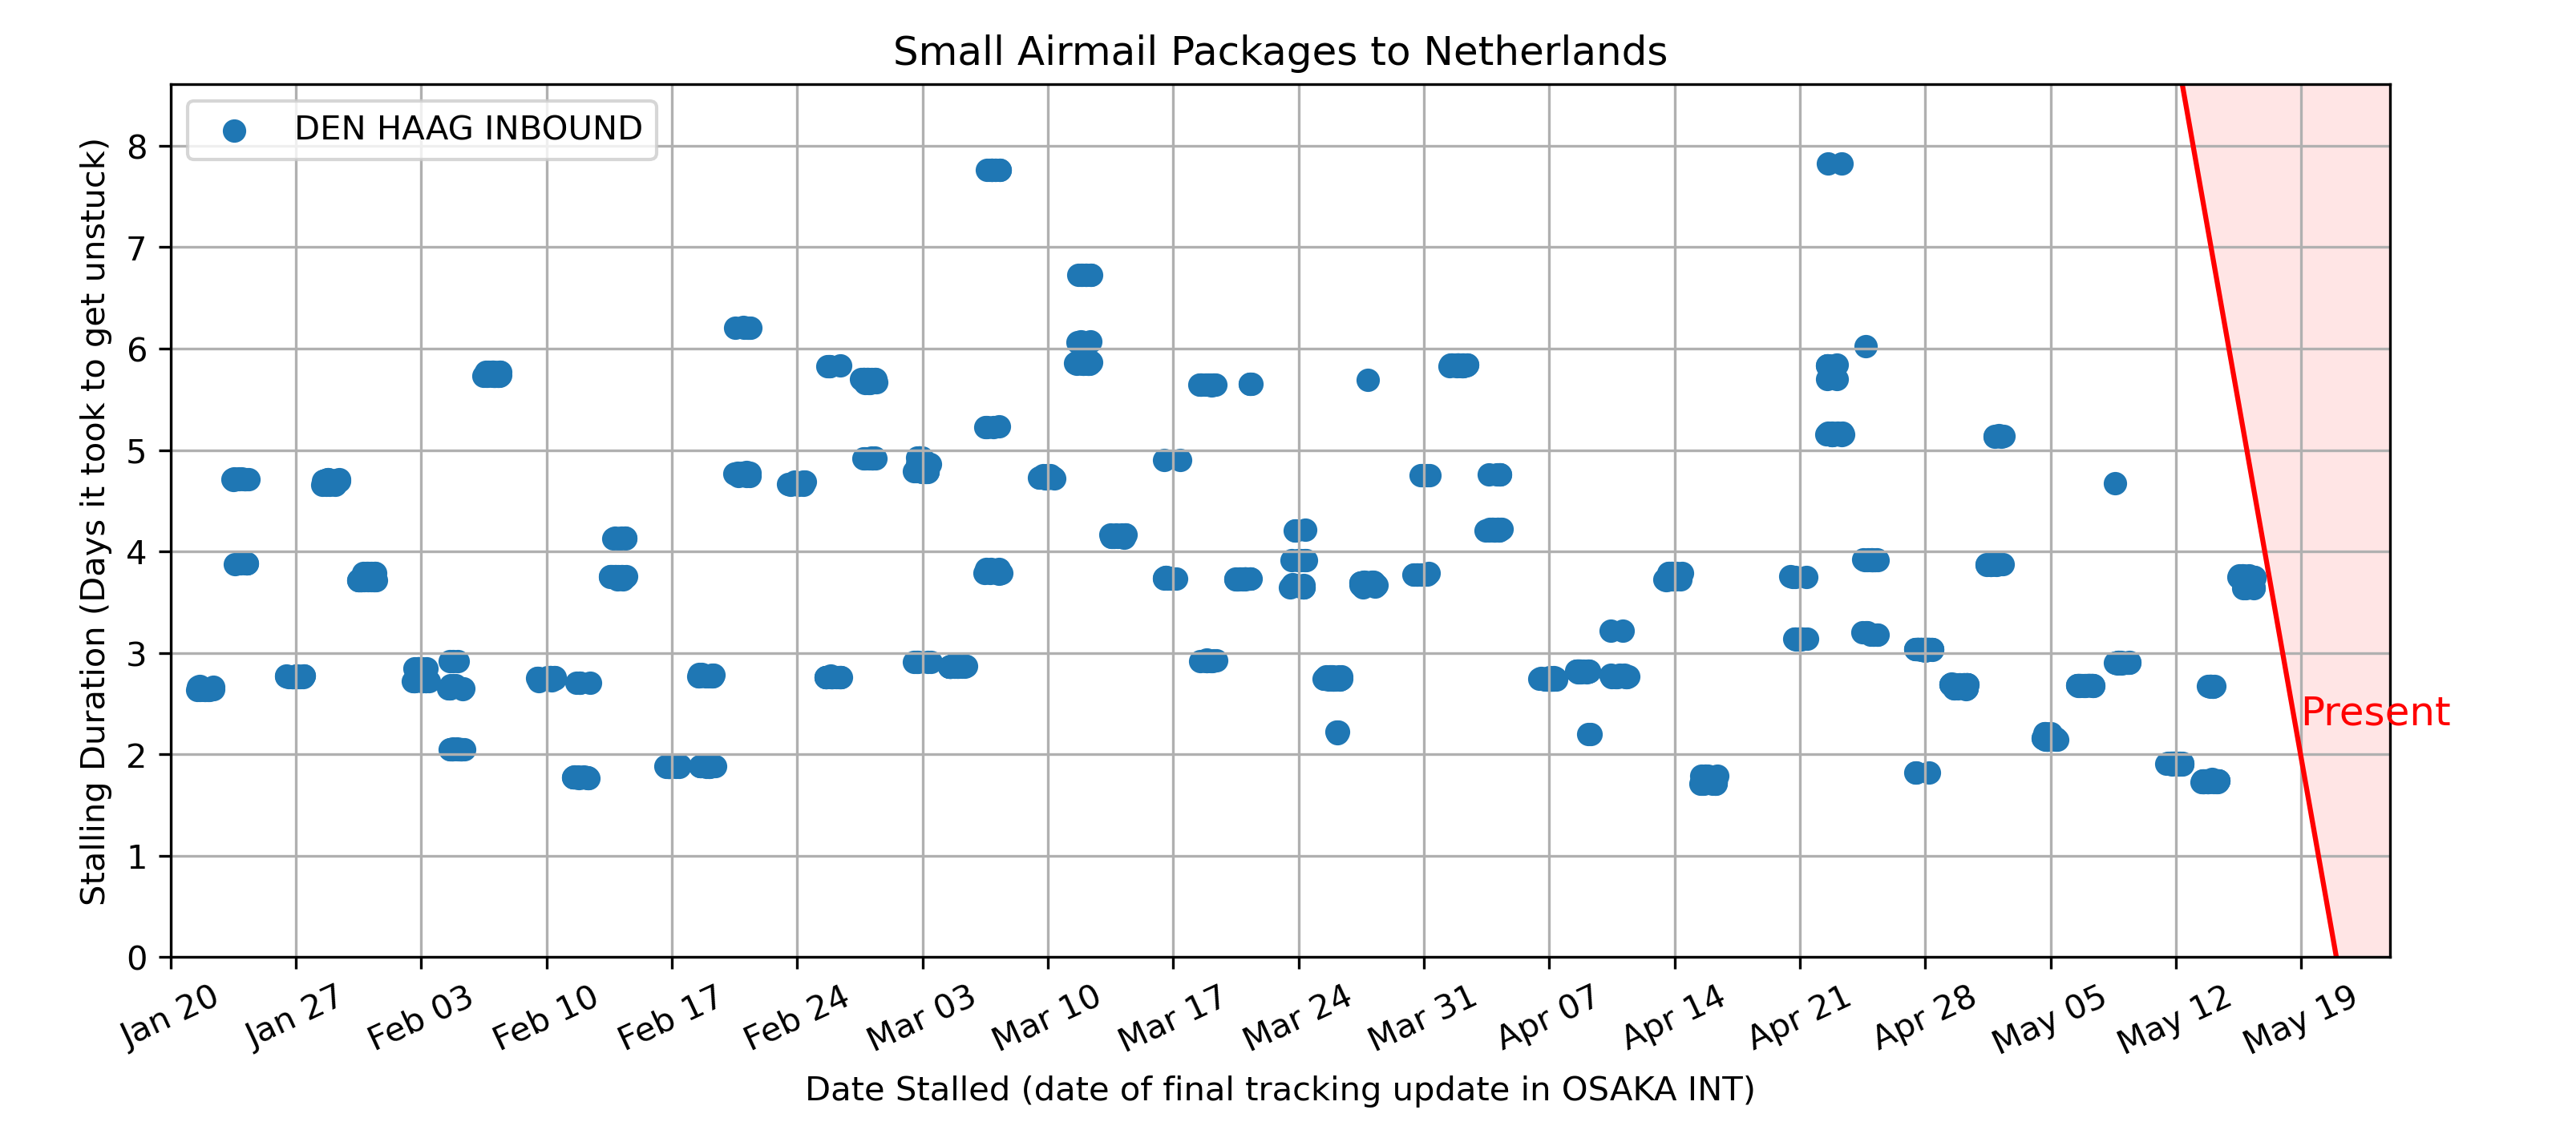 Small Airmail Packages to Netherlands
DEN HAAG INBOUND
Stalling Duration (Days it took to get unstuck)
8
7
6
5
4
3
2
1
0
Present
Jan 20
Jan 27
Feb 03
Feb 10
Feb 17
Feb 24
Mar 03
Mar 10
Mar 17
Mar 24
Mar 31
Apr 07
Apr 14
Apr 21
Apr 28
May 05
May 12
May 19
Date Stalled (date of final tracking update in OSAKA INT)